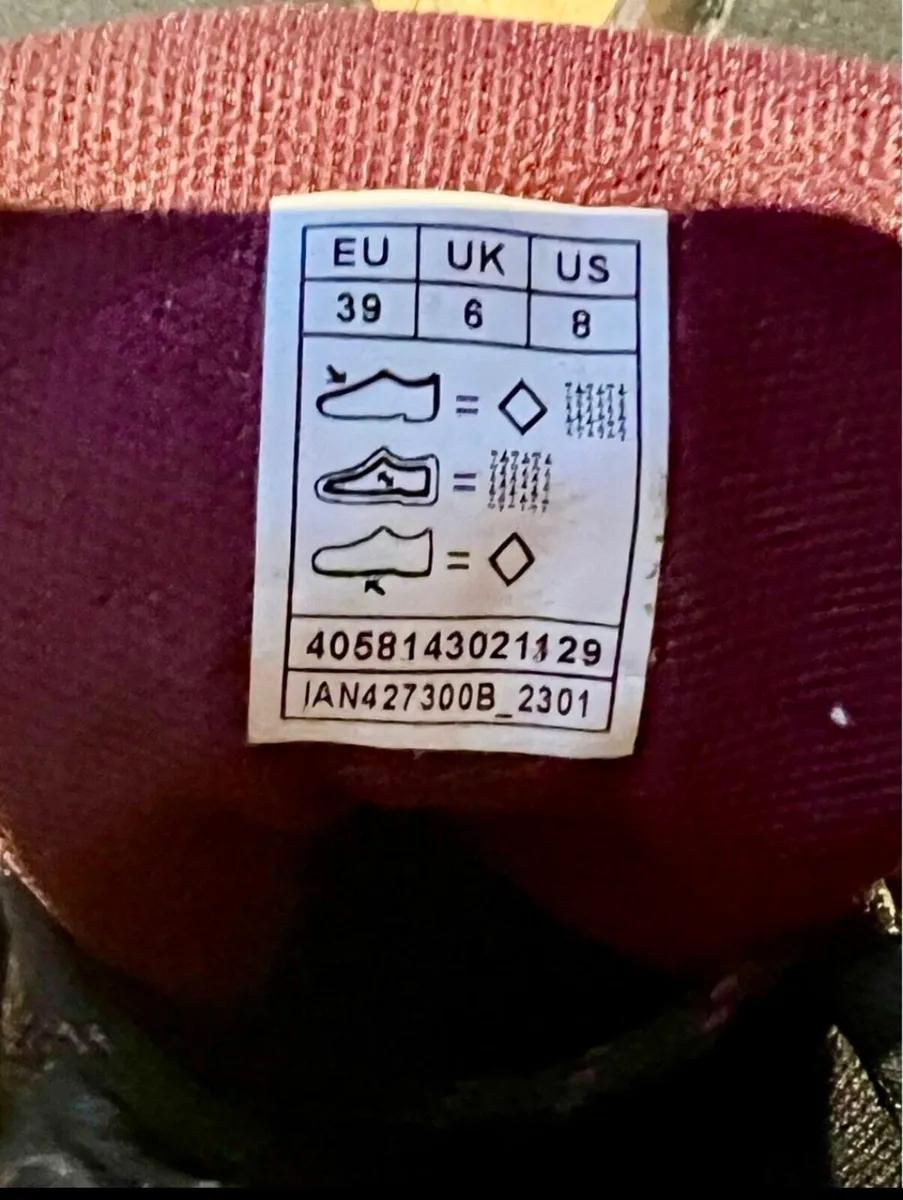 EU UK US
39 6 8
= 
=
=
4058143021129
IAN427300B_2301